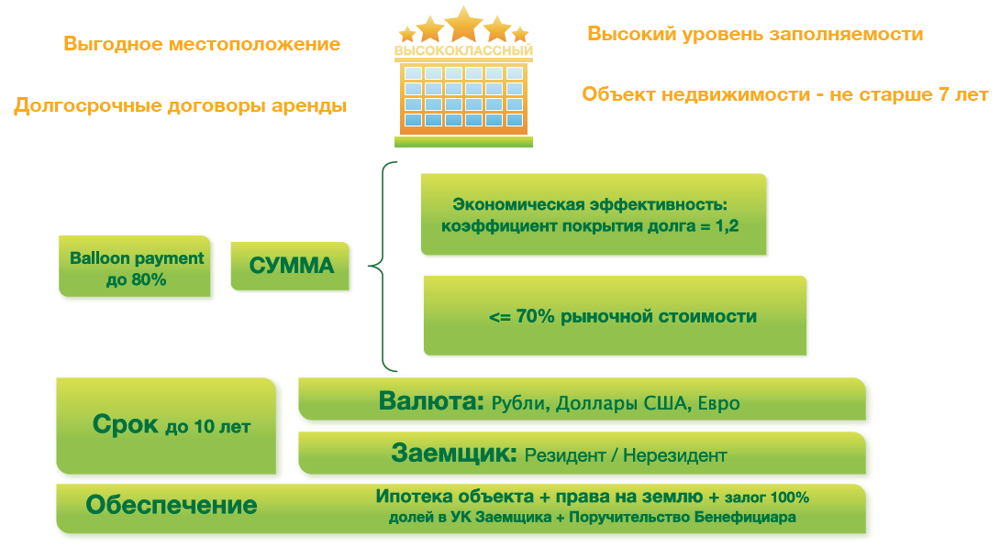 Выгодное местоположение
Высокий уровень заполняемости
ВЫСОКОКЛАССНЫЙ
Долгосрочные договоры аренды
Объект недвижимости - не старше 7 лет
Balloon payment
до 80%
СУММА
Экономическая эффективность:
коэффициент покрытия долга = 1,2
<= 70% рыночной стоимости
Срок до 10 лет
Валюта: Рубли, Доллары США, Евро
Заемщик: Резидент / Нерезидент
Обеспечение
Ипотека объекта + права на землю + залог 100%
долей в УК Заемщика + Поручительство Бенефициара